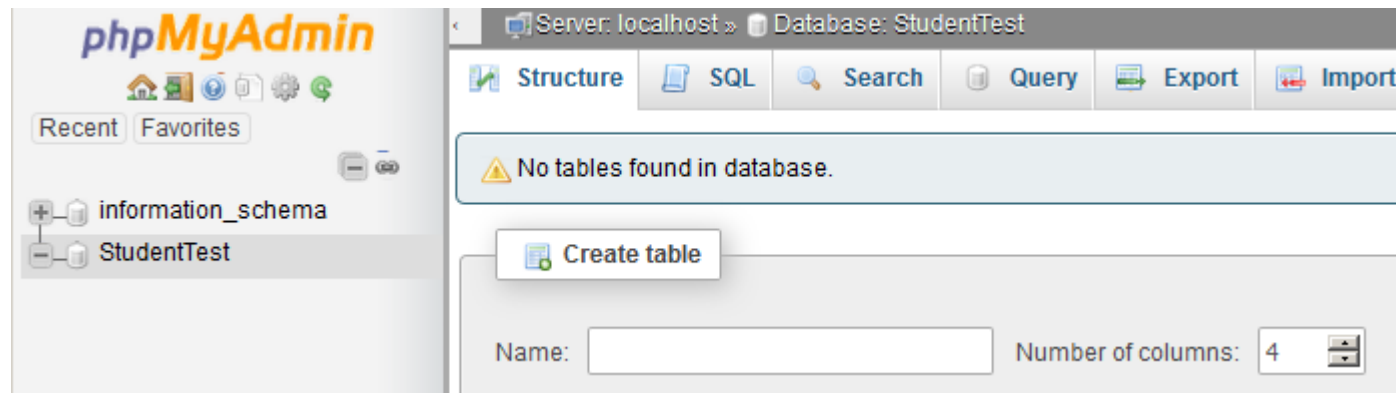 phpMyAdmin
Recent Favorites
information_schema
StudentTest
Server: localhost » Database: StudentTest
Structure SQL Search Query Export Import
No tables found in database.
Create table
Name: Number of columns: 4